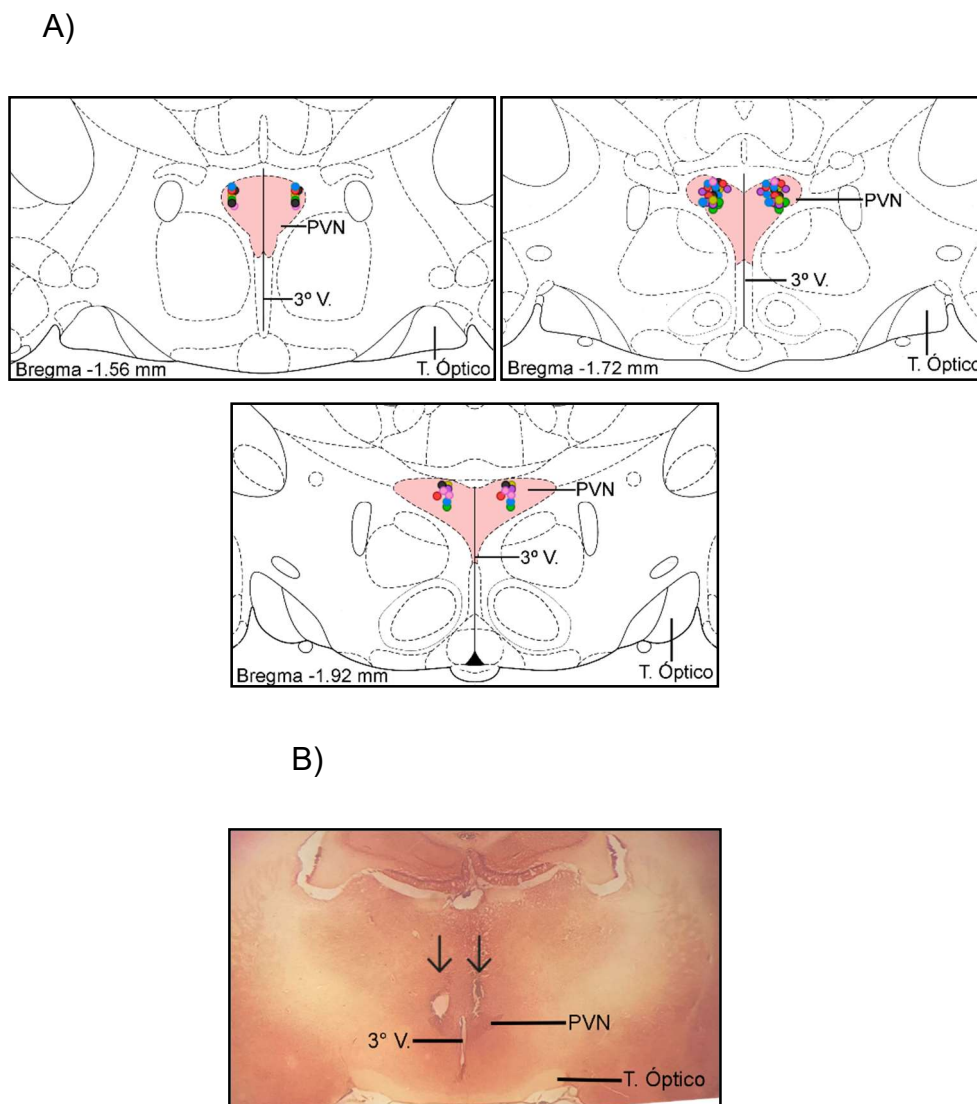 A)
PVN
3º V.
Bregma -1.56 mm
T. Óptico
PVN
3º V.
Bregma -1.72 mm
T. Óptico
PVN
3º V.
Bregma -1.92 mm
T. Óptico
B)
PVN
3° V.
T. Óptico